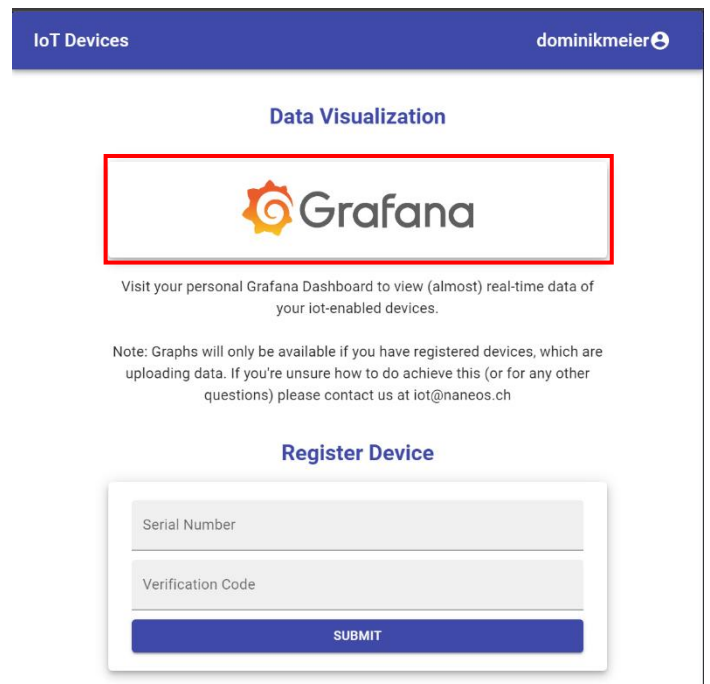 IoT Devices
dominikmeier
Data Visualization
Grafana
Visit your personal Grafana Dashboard to view (almost) real-time data of
your iot-enabled devices.
Note: Graphs will only be available if you have registered devices, which are
uploading data. If you're unsure how to do achieve this (or for any other
questions) please contact us at iot@naneos.ch
Register Device
Serial Number
Verification Code
SUBMIT